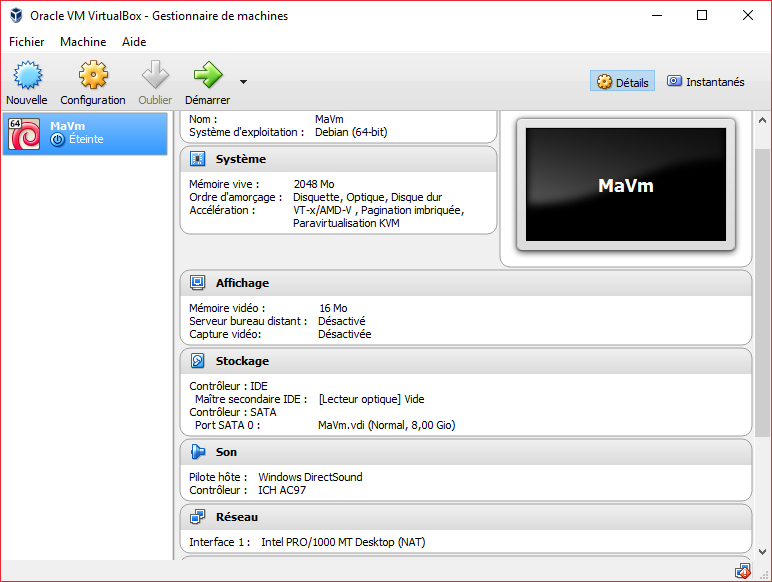 Oracle VM VirtualBox - Gestionnaire de machines
Fichier Machine Aide
Nouvelle Configuration Oublier Démarrer Détails Instantanés
64 MaVm
Éteinte
Nom : MaVm
Système d'exploitation : Debian (64-bit)
Système
Mémoire vive : 2048 Mo
Ordre d'amorçage : Disquette, Optique, Disque dur
Accélération : VT-x/AMD-V , Pagination imbriquée,
Paravirtualisation KVM
MaVm
Affichage
Mémoire vidéo : 16 Mo
Serveur bureau distant : Désactivé
Capture vidéo: Désactivée
Stockage
Contrôleur : IDE
Maître secondaire IDE : [Lecteur optique] Vide
Contrôleur : SATA
Port SATA 0 : MaVm.vdi (Normal, 8,00 Gio)
Son
Pilote hôte : Windows DirectSound
Contrôleur : ICH AC97
Réseau
Interface 1 : Intel PRO/1000 MT Desktop (NAT)